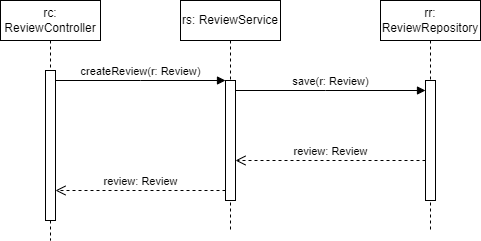 rc:
ReviewController
rs: ReviewService
rr:
ReviewRepository
createReview(r: Review)
save(r: Review)
review: Review
review: Review